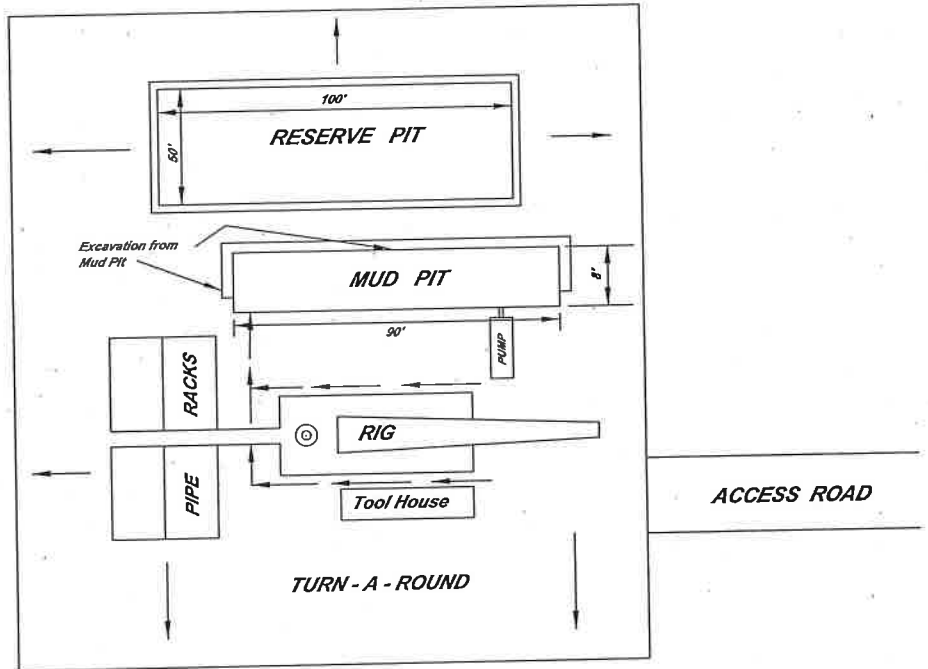 100'
50'
RESERVE PIT
Excavation from
Mud Pit
MUD PIT
8'
90'
PUMP
RACKS
RIG
PIPE
Tool House
ACCESS ROAD
TURN - A - ROUND